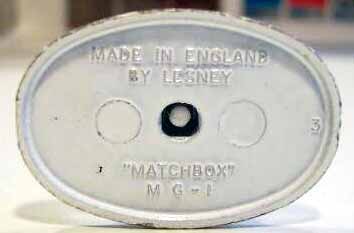 MADE IN ENGLAND
BY LESNEY
3
"MATCHBOX"
M G - 1